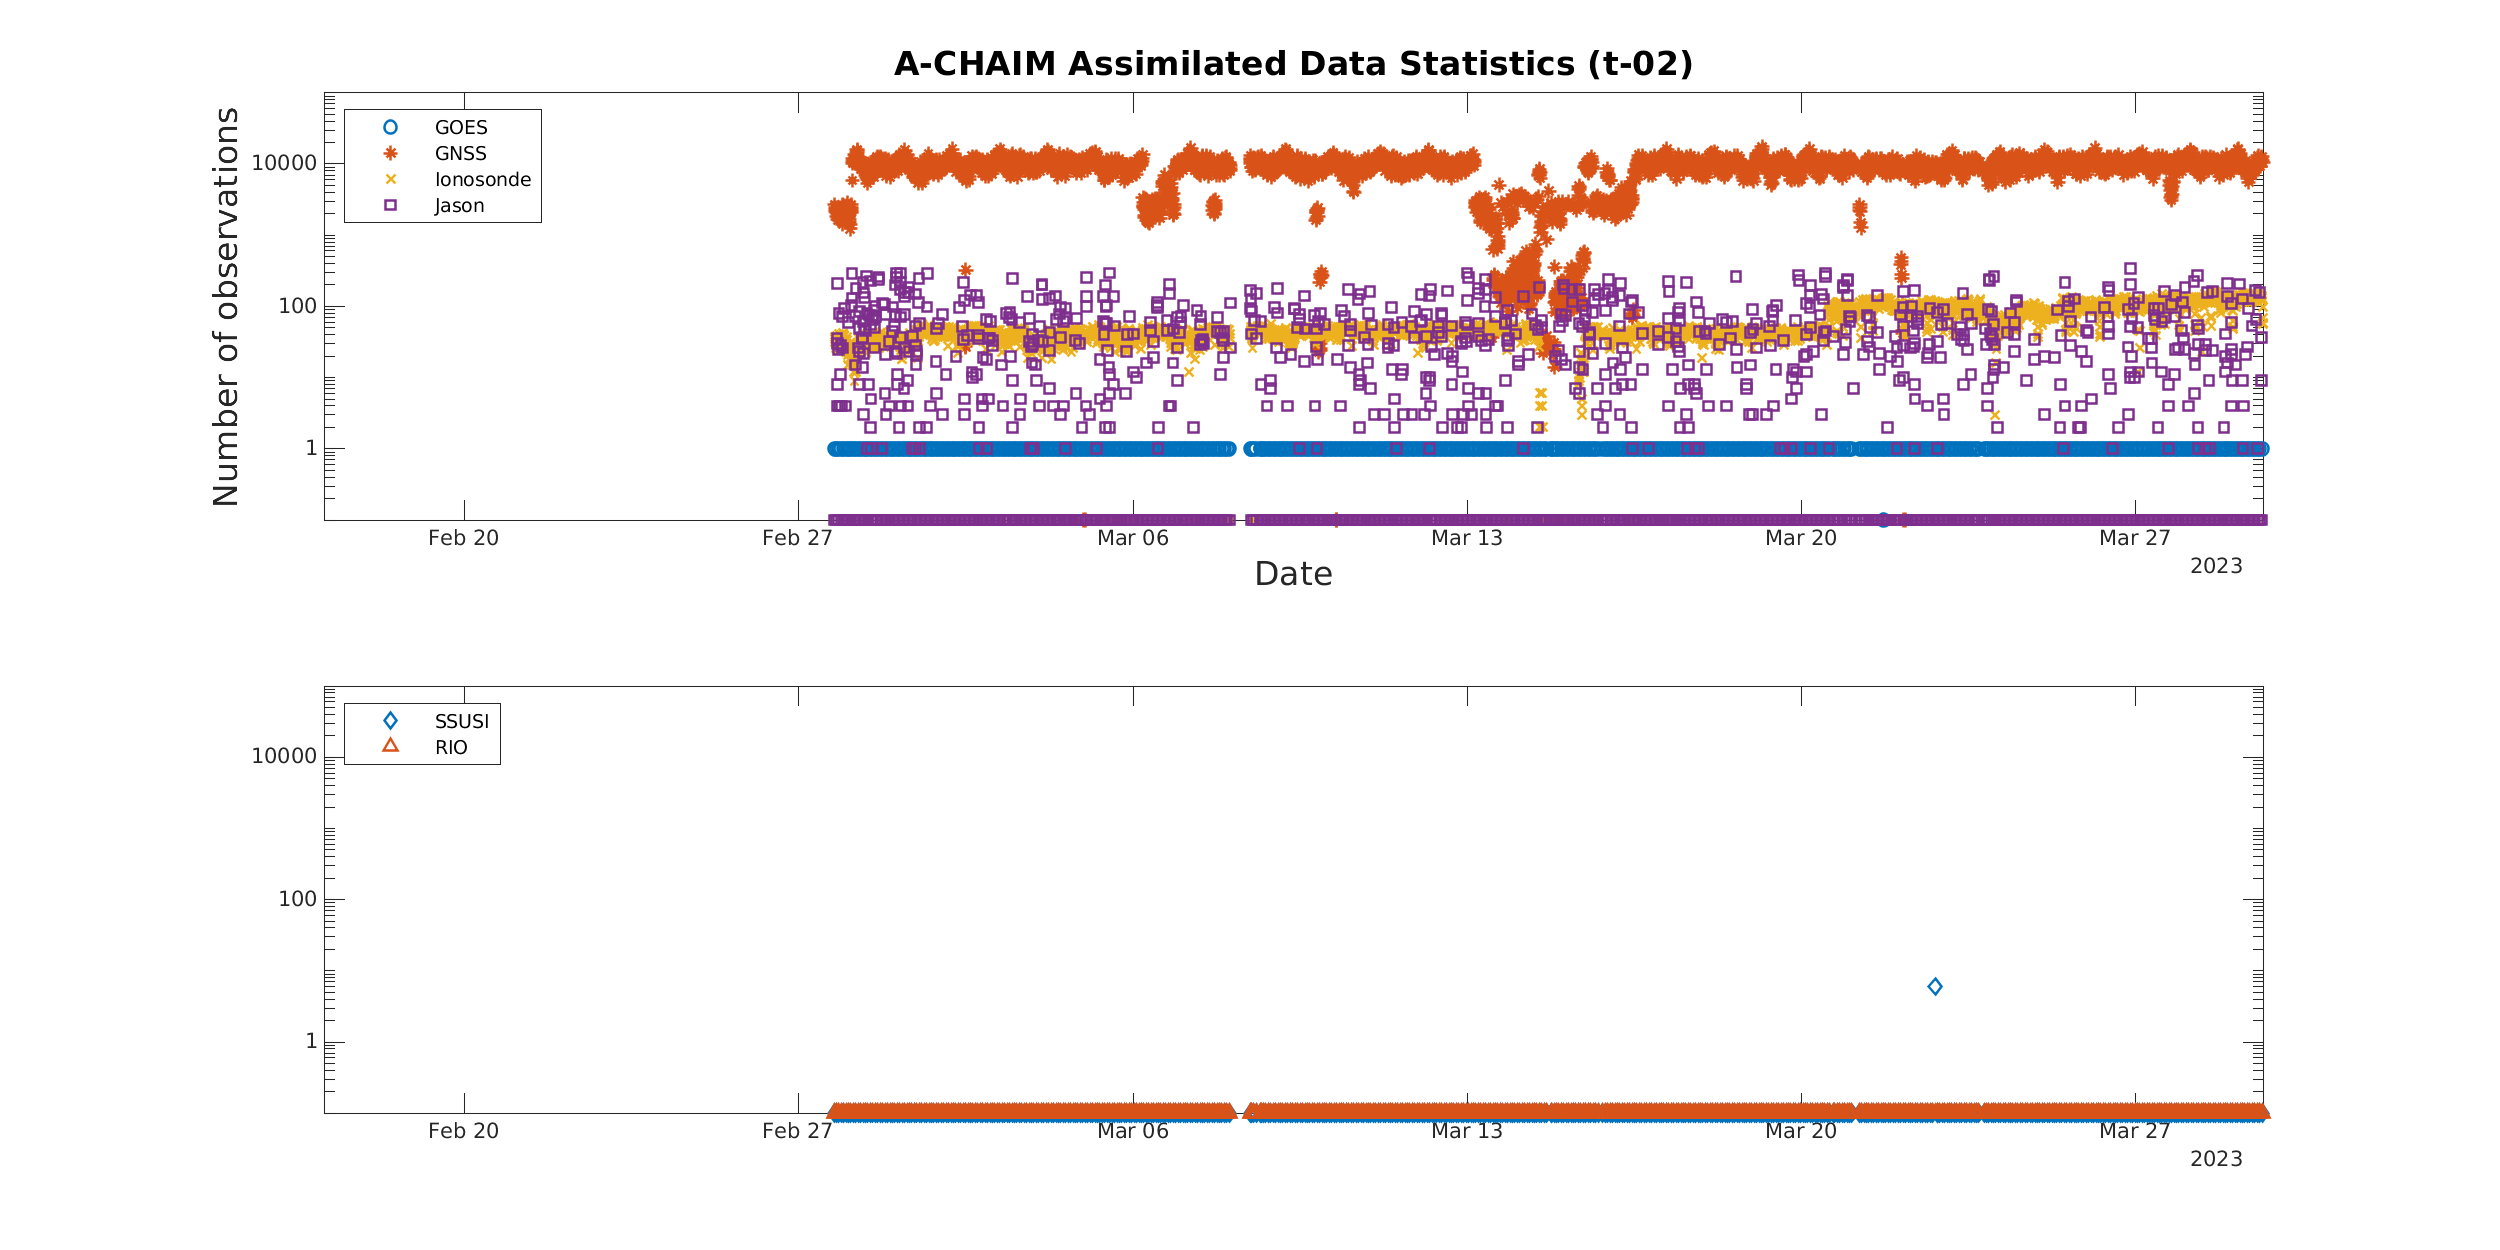 A-CHAIM Assimilated Data Statistics (t-02)
GOES
GNSS
Ionosonde
Jason
10000
100
1
Number of observations
Feb 20
Feb 27
Mar 06
Mar 13
Mar 20
Mar 27
2023
Date
SSUSI
RIO
10000
100
1
Feb 20
Feb 27
Mar 06
Mar 13
Mar 20
Mar 27
2023